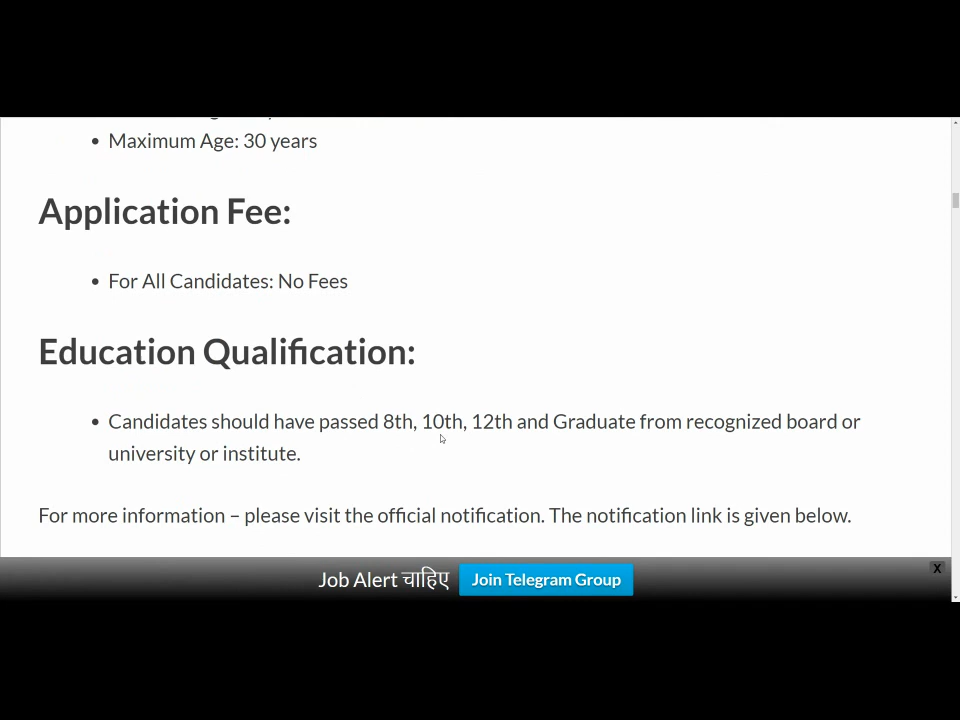 Maximum Age: 30 years
Application Fee:
For All Candidates: No Fees
Education Qualification:
Candidates should have passed 8th, 10th, 12th and Graduate from recognized board or
university or institute.
For more information – please visit the official notification. The notification link is given below.
Job Alert चाहिए Join Telegram Group
X